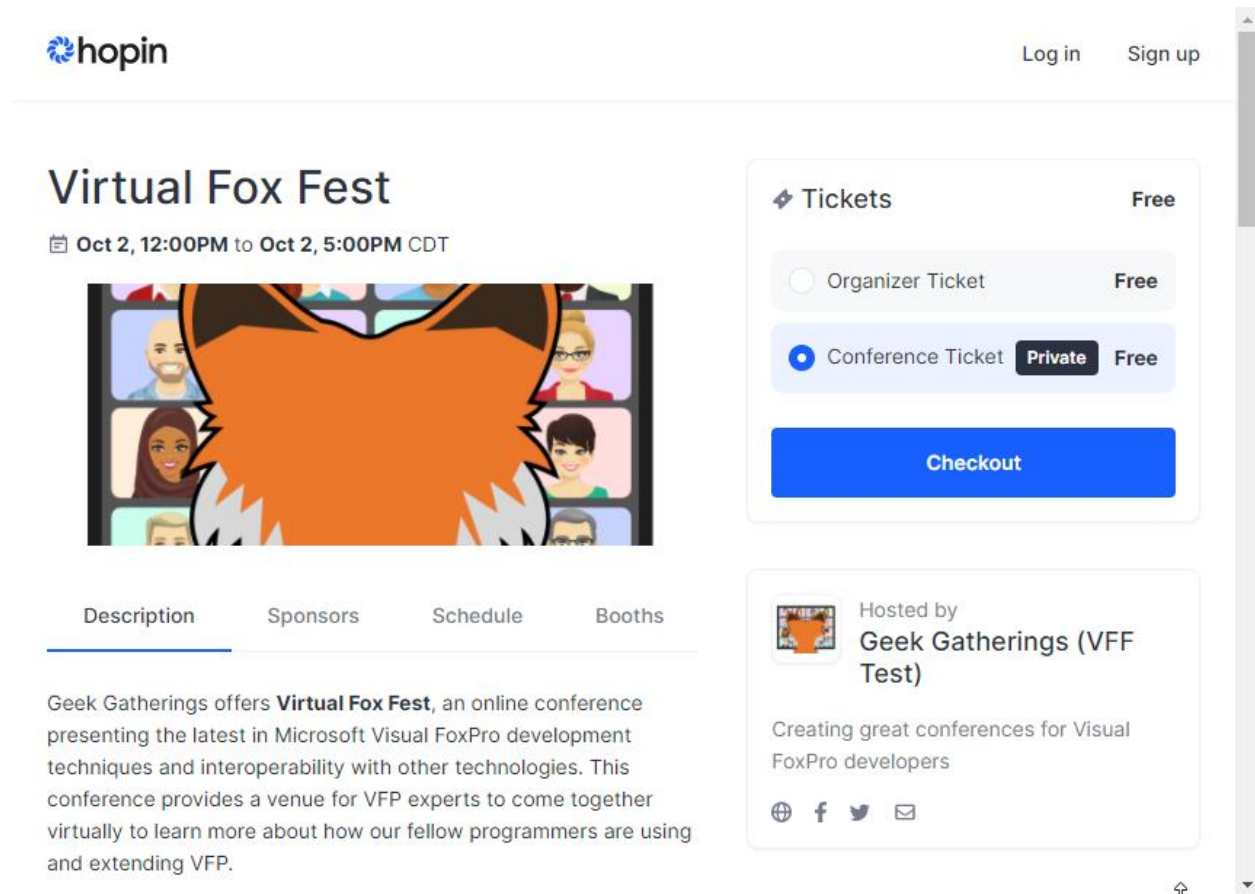 hopin
Log in
Sign up
Virtual Fox Fest
Oct 2, 12:00PM to Oct 2, 5:00PM CDT
Tickets
Free
Organizer Ticket
Free
Conference Ticket
Private
Free
Checkout
Description
Sponsors
Schedule
Booths
Geek Gatherings offers Virtual Fox Fest, an online conference
presenting the latest in Microsoft Visual FoxPro development
techniques and interoperability with other technologies. This
conference provides a venue for VFP experts to come together
virtually to learn more about how our fellow programmers are using
and extending VFP.
Hosted by
Geek Gatherings (VFF
Test)
Creating great conferences for Visual
FoxPro developers